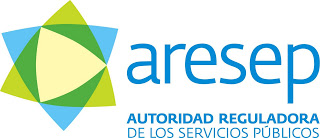 aresep
AUTORIDAD REGULADORA
DE LOS SERVICIOS PÚBLICOS